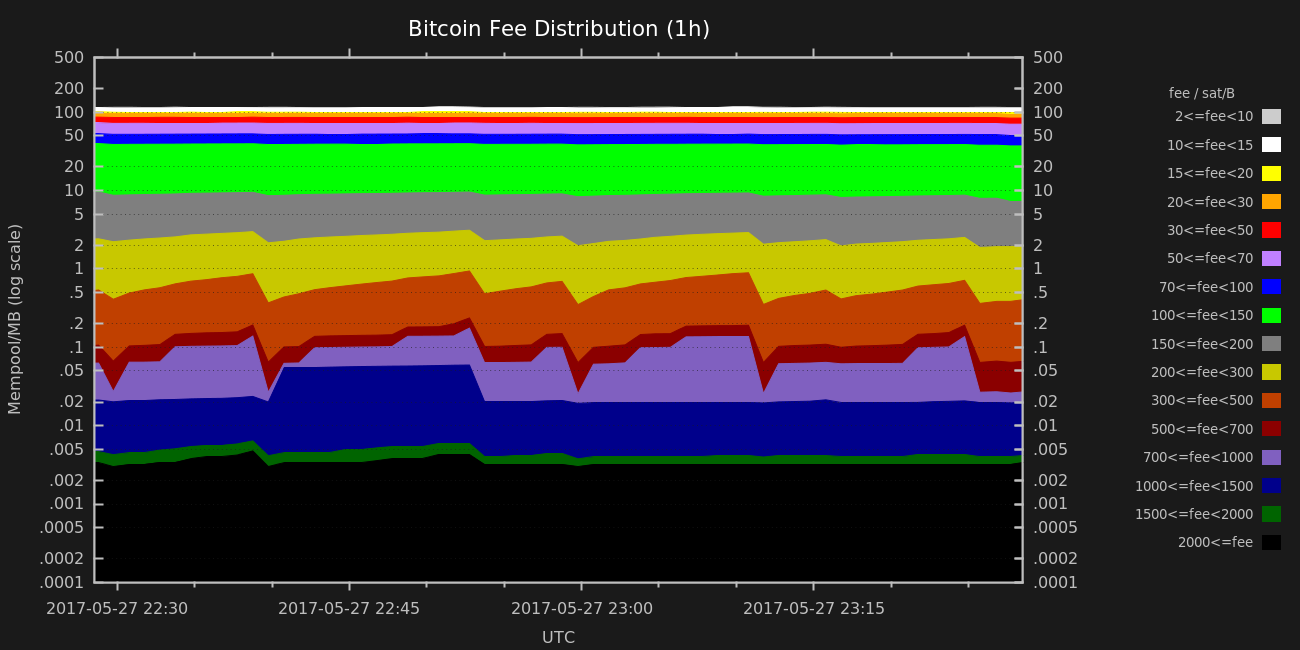 Bitcoin Fee Distribution (1h)
500 500
200 200
100 100
50 50
20 20
10 10
5 5
2 2
1 1
.5 .5
.2 .2
.1 .1
.05 .05
.02 .02
.01 .01
.005 .005
.002 .002
.001 .001
.0005 .0005
.0002 .0002
.0001 .0001
Mempool/MB (log scale)
2017-05-27 22:30 2017-05-27 22:45 2017-05-27 23:00 2017-05-27 23:15
UTC
fee / sat/B
2<=fee<10
10<=fee<15
15<=fee<20
20<=fee<30
30<=fee<50
50<=fee<70
70<=fee<100
100<=fee<150
150<=fee<200
200<=fee<300
300<=fee<500
500<=fee<700
700<=fee<1000
1000<=fee<1500
1500<=fee<2000
2000<=fee